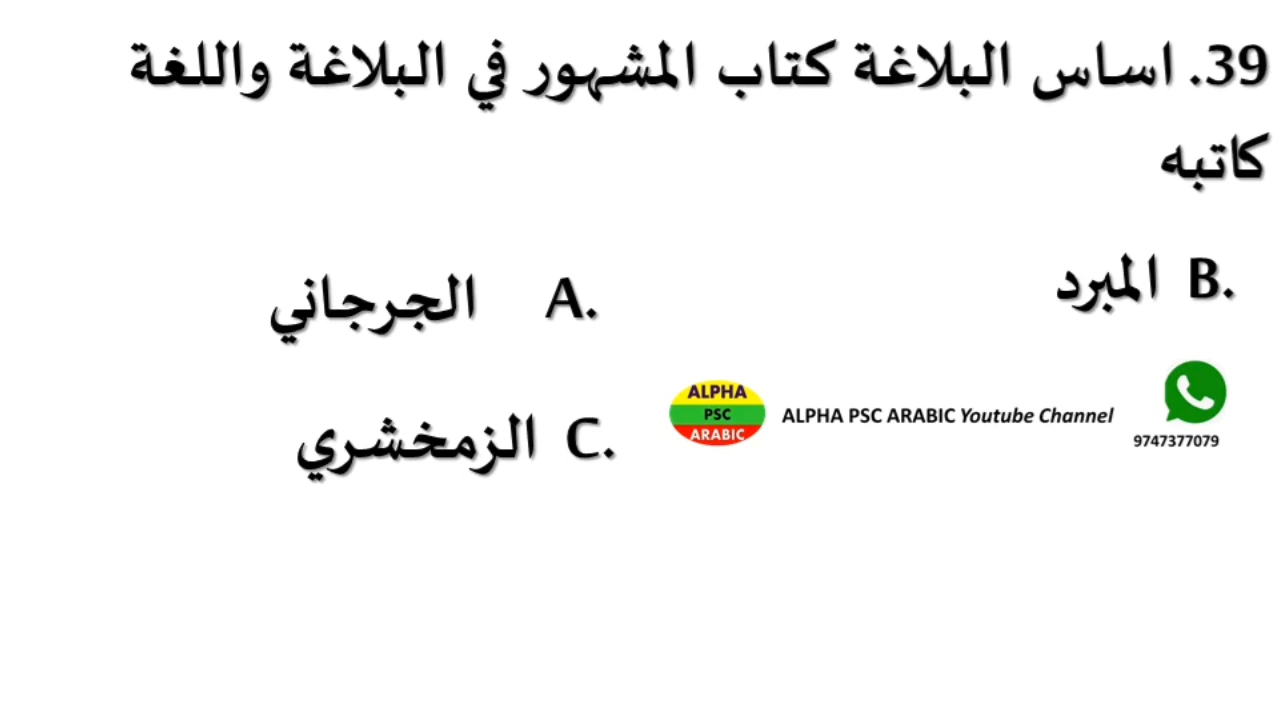 39. اساس البلاغة كتاب المشهور في البلاغة واللغة
كاتبه
B. المبرد
A. الجرجاني
ALPHA
PSC
ARABIC
ALPHA PSC ARABIC Youtube Channel
9747377079
C. الزمخشري